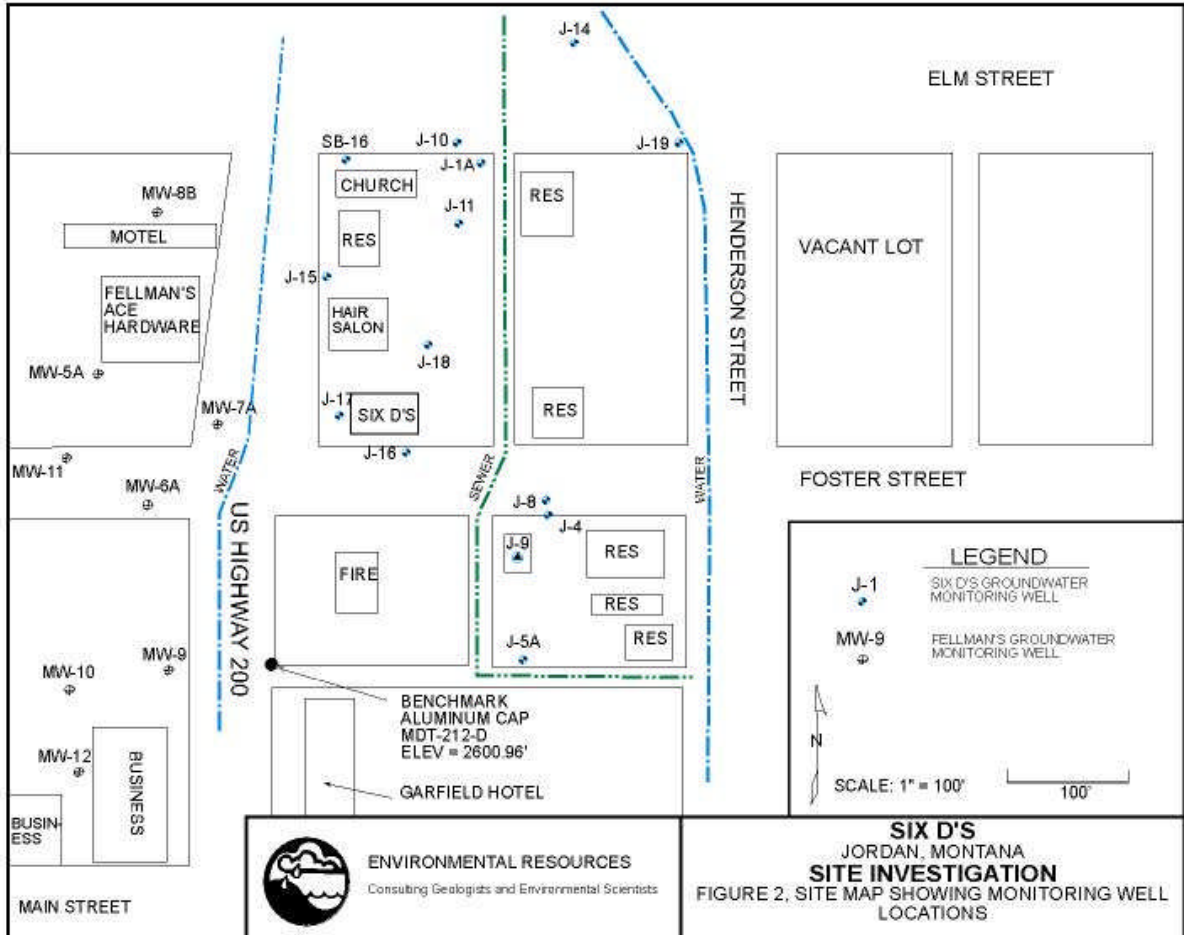 J-14
ELM STREET
SB-16
J-10
J-19
J-1A
CHURCH
MW-8B
RES
J-11
HENDERSON STREET
MOTEL
RES
VACANT LOT
J-15
FELLMAN'S
ACE
HARDWARE
HAIR
SALON
J-18
MW-5A
J-17
SIX D'S
RES
MW-7A
J-16
MW-11
WATER
SEWER
WATER
FOSTER STREET
MW-6A
US HIGHWAY 200
J-8
J-4
J-9
RES
FIRE
RES
RES
J-5A
MW-9
MW-10
BENCHMARK
ALUMINUM CAP
MDT-212-D
ELEV = 2600.96'
MW-12
BUSINESS
GARFIELD HOTEL
BUSIN-
ESS
MAIN STREET
LEGEND
J-1
SIX D'S GROUNDWATER
MONITORING WELL
MW-9
FELLMAN'S GROUNDWATER
MONITORING WELL
N
SCALE: 1" = 100'
100'
ENVIRONMENTAL RESOURCES
Consulting Geologists and Environmental Scientists
SIX D'S
JORDAN, MONTANA
SITE INVESTIGATION
FIGURE 2, SITE MAP SHOWING MONITORING WELL
LOCATIONS